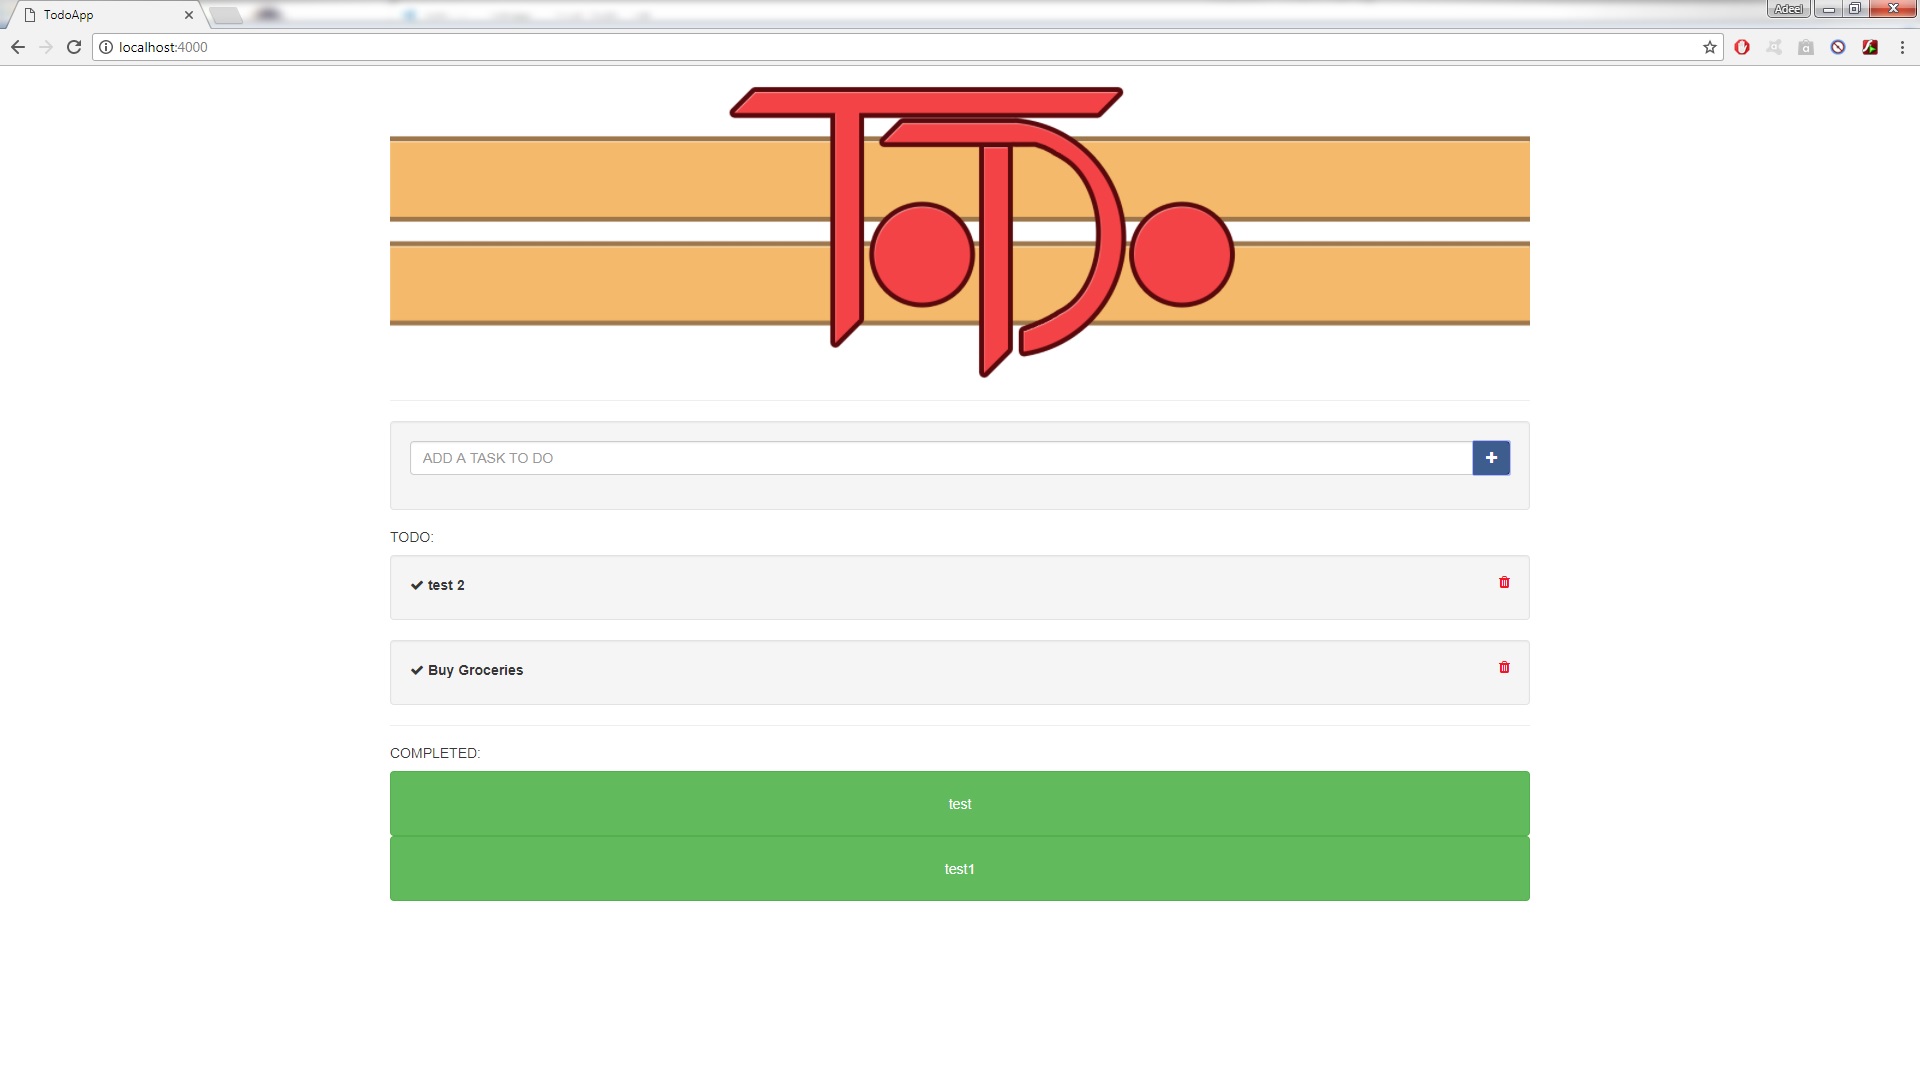 TodoApp
Adeel
localhost:4000
ToDo
ADD A TASK TO DO
TODO:
test 2
Buy Groceries
COMPLETED:
test
test1